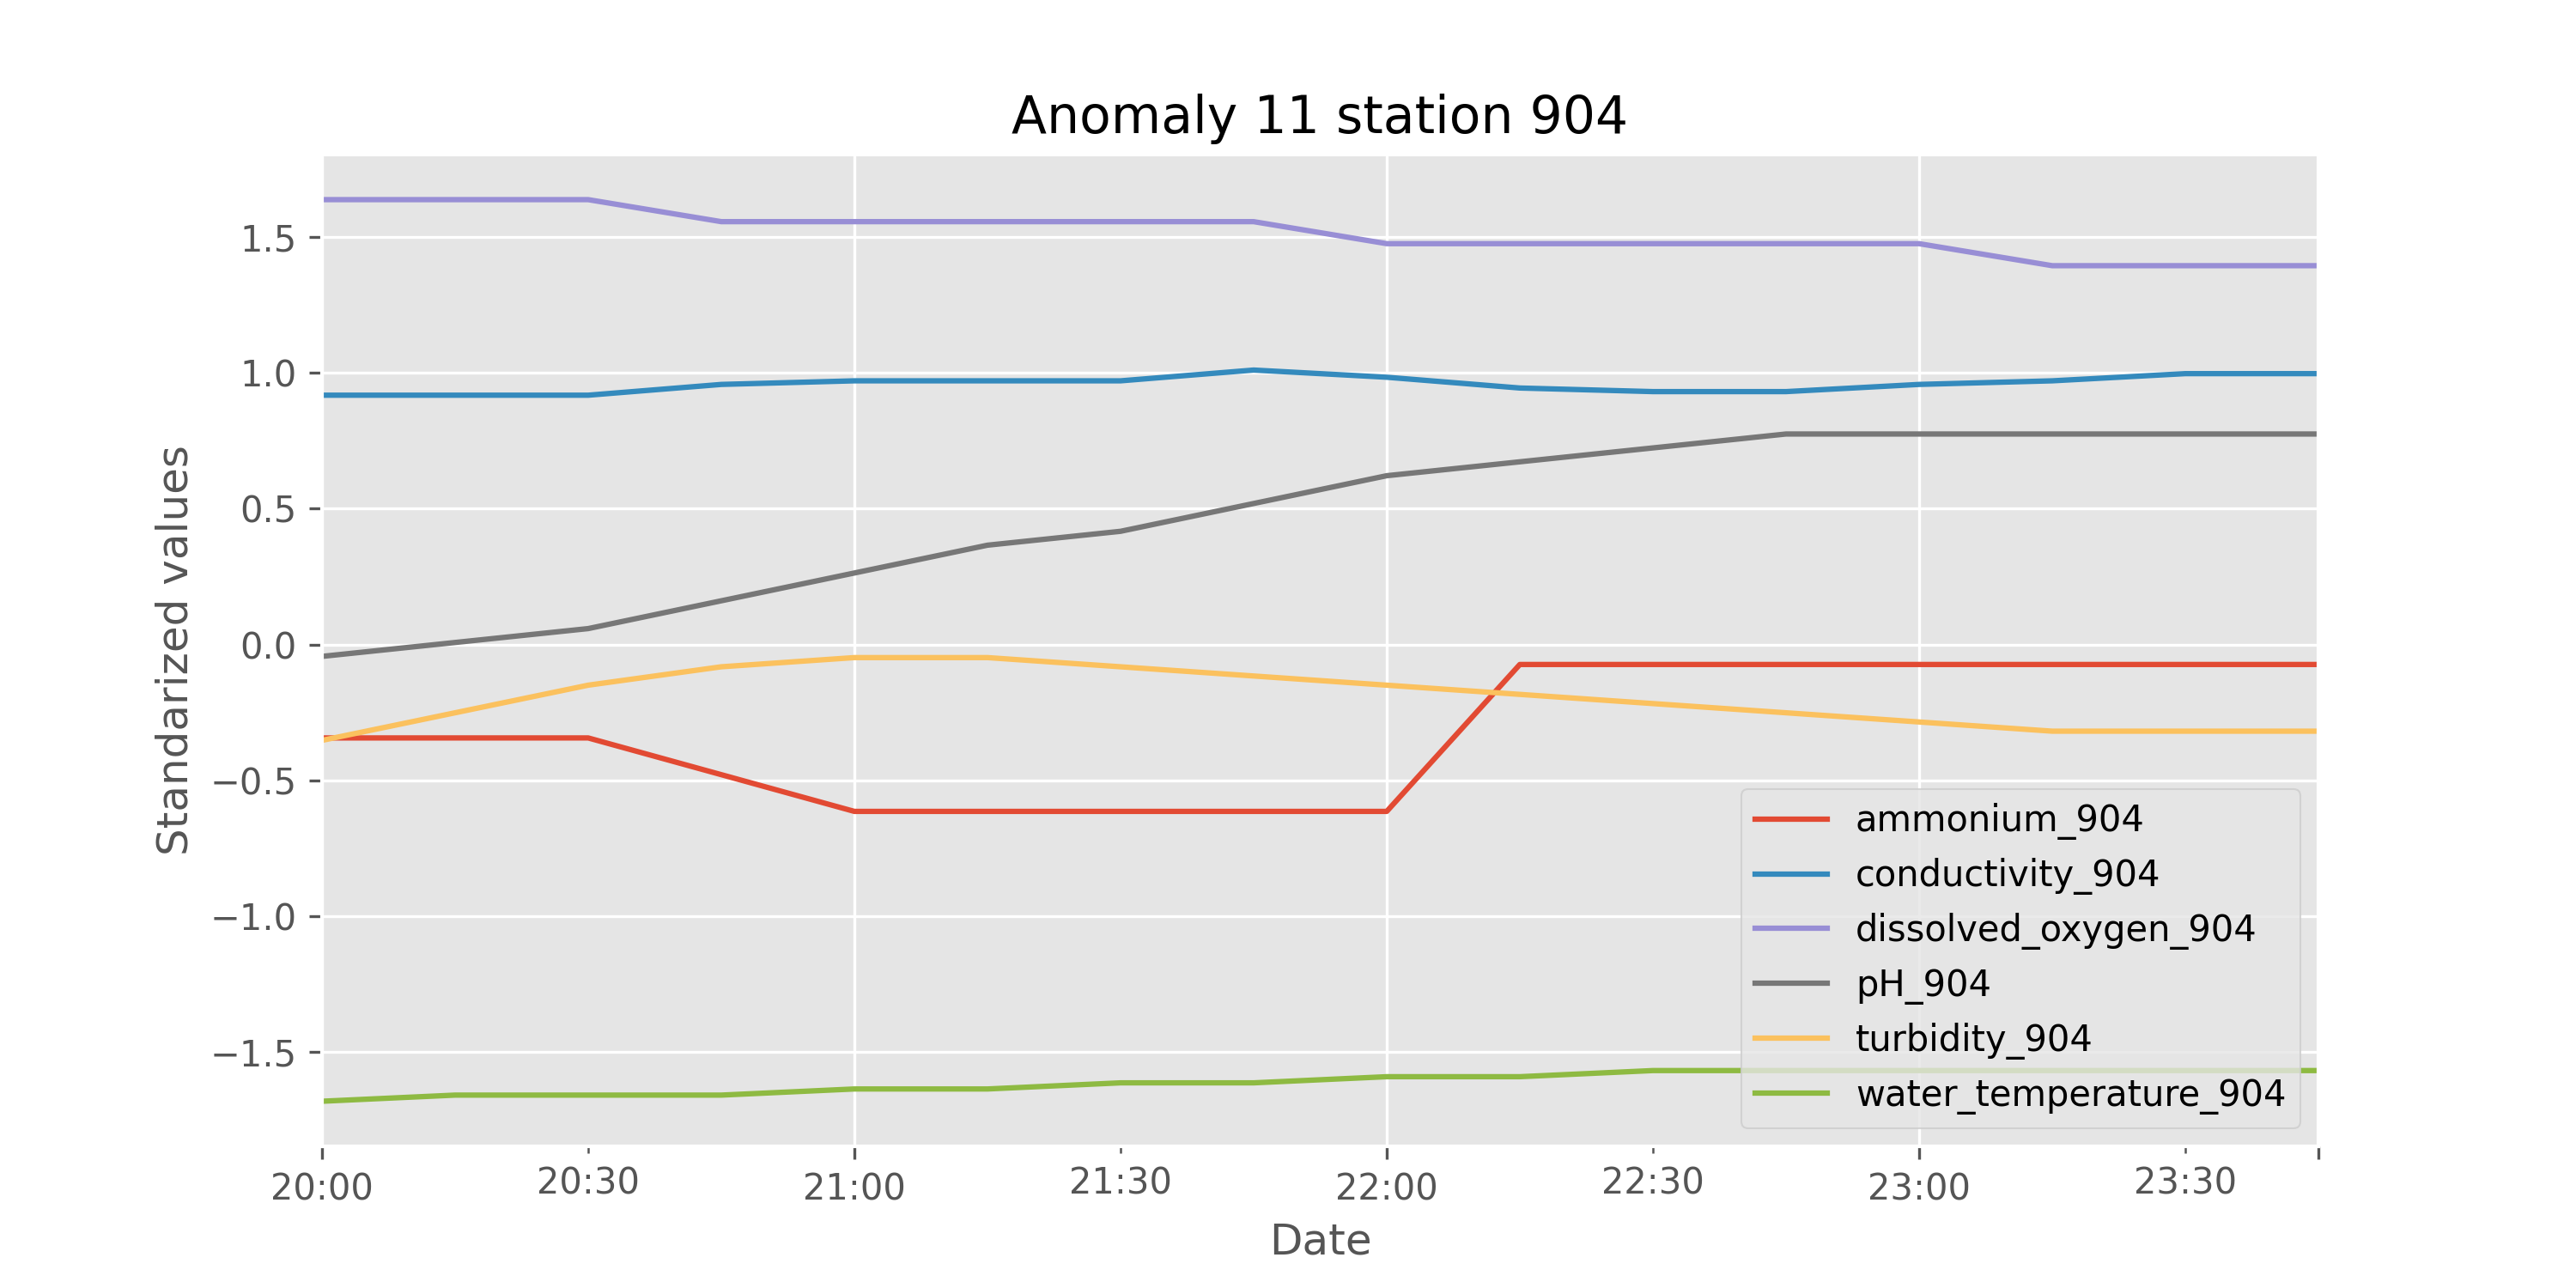 Anomaly 11 station 904
Standarized values
1.5
1.0
0.5
0.0
−0.5
−1.0
−1.5
ammonium_904
conductivity_904
dissolved_oxygen_904
pH_904
turbidity_904
water_temperature_904
20:00 20:30 21:00 21:30 22:00 22:30 23:00 23:30
Date